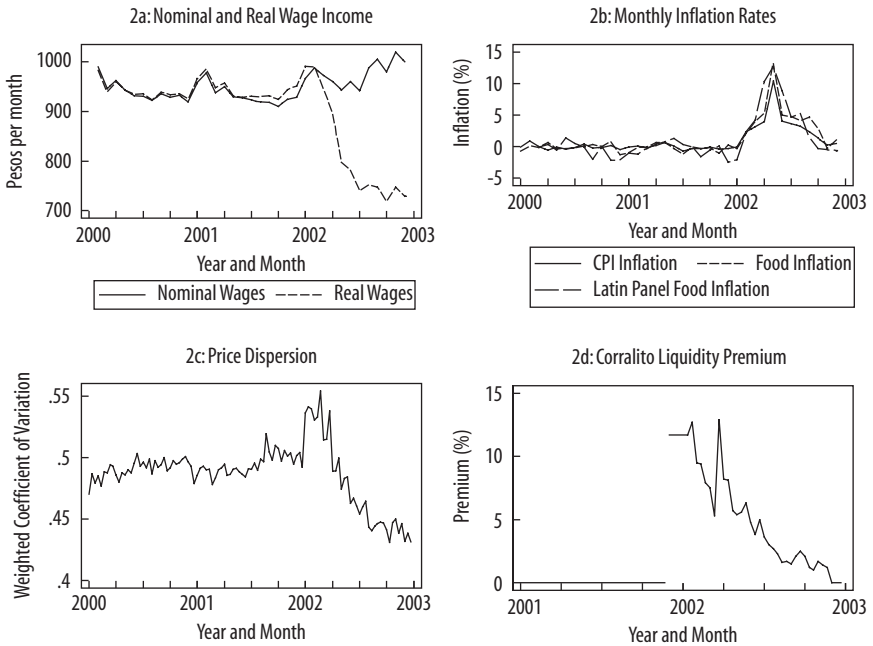 2a: Nominal and Real Wage Income
Pesos per month
1000
900
800
700
2000 2001 2002 2003
Year and Month
Nominal Wages Real Wages
2b: Monthly Inflation Rates
Inflation (%)
15
10
5
0
-5
2000 2001 2002 2003
Year and Month
CPI Inflation Food Inflation
Latin Panel Food Inflation
2c: Price Dispersion
Weighted Coefficient of Variation
.55
.5
.45
.4
2000 2001 2002 2003
Year and Month
2d: Corralito Liquidity Premium
Premium (%)
15
10
5
0
2001 2002 2003
Year and Month